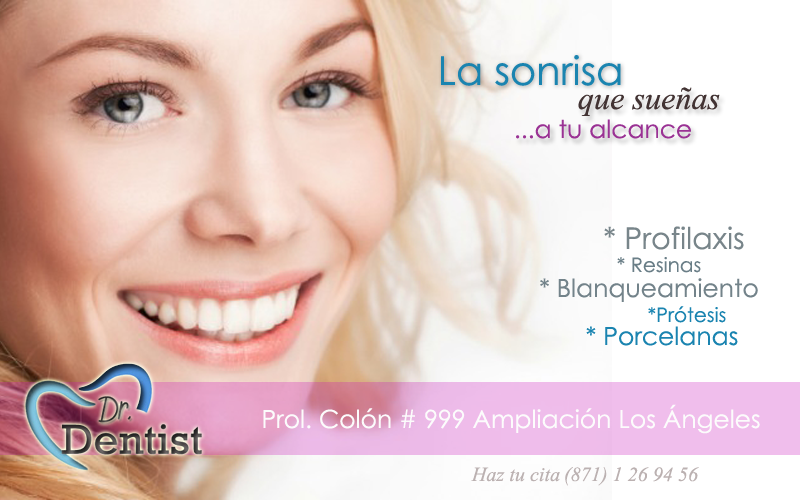 La sonrisa
que sueñas
...a tu alcance
* Profilaxis
* Resinas
* Blanqueamiento
*Prótesis
* Porcelanas
Dr.
Dentist
Prol. Colón # 999 Ampliación Los Ángeles
Haz tu cita (871) 1 26 94 56